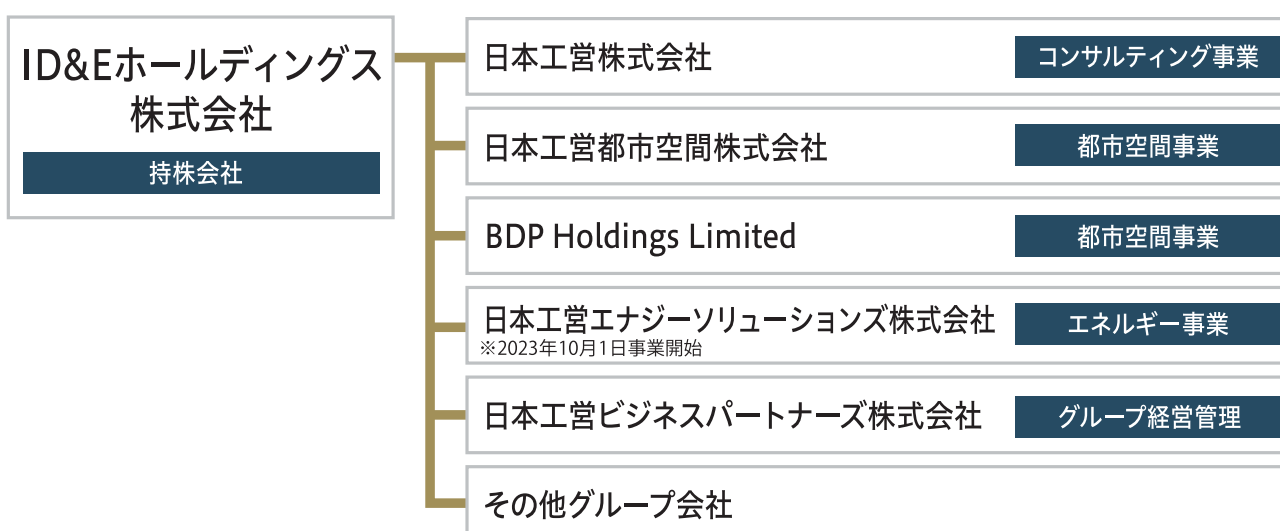 ID&Eホールディングス
株式会社
持株会社
日本工営株式会社
コンサルティング事業
日本工営都市空間株式会社
都市空間事業
BDP Holdings Limited
都市空間事業
日本工営エナジーソリューションズ株式会社
※2023年10月1日事業開始
エネルギー事業
日本工営ビジネスパートナーズ株式会社
グループ経営管理
その他グループ会社